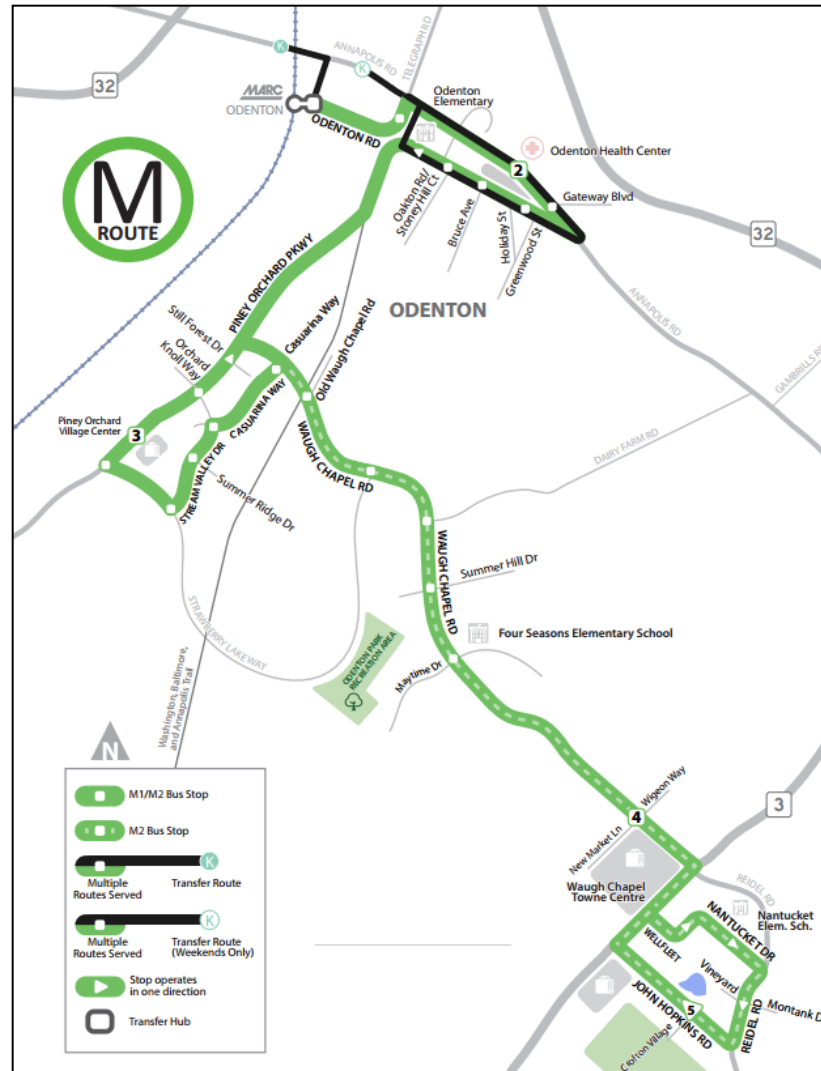 32
K
ANNAPOLIS RD
K
TELEGRAPH RD
MARC
ODENTON
ODENTON RD
Odenton
Elementary
2
Odenton Health Center
Gateway Blvd
32
M
ROUTE
Oakton Rd/
Stoney Hill Ct
Bruce Ave
Holiday St
Greenwood St
ODENTON
ANNAPOLIS RD
GAMBRILLS RD
PINEY ORCHARD PKWY
Still Forest Dr
Casuarina Way
Orchard
Knoll Way
Old Waugh Chapel Rd
Piney Orchard
Village Center
3
CASUARINA WAY
WAUGH CHAPEL RD
DAIRY FARM RD
STREAM VALLEY DR
Summer Ridge Dr
WAUGH CHAPEL RD
Summer Hill Dr
STRAWBERRY LAKE WAY
Four Seasons Elementary School
ODENTON PARK
RECREATION AREA
Maytime Dr
Washington, Baltimore,
and Annapolis Trail
N
M1/M2 Bus Stop
M2 Bus Stop
K
Multiple
Routes Served
Transfer Route
K
Multiple
Routes Served
Transfer Route
(Weekends Only)
Stop operates
in one direction
Transfer Hub
Wigeon Way
4
3
New Market Ln
Waugh Chapel
Towne Centre
REIDEL RD
NANTUCKET DR
Nantucket
Elem. Sch.
WELLFLEET
Vineyard
Montank D
5
JOHN HOPKINS RD
REIDEL RD
Crofton Village